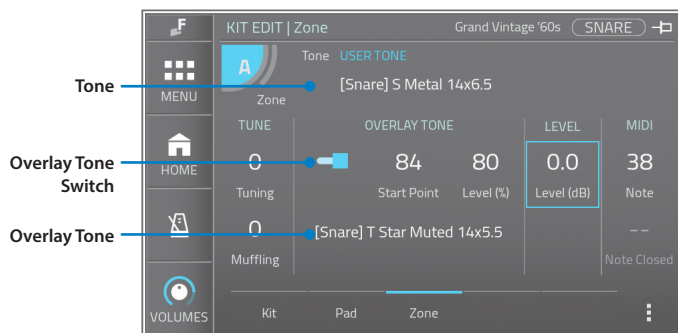 F
KIT EDIT | Zone
Grand Vintage '60s
SNARE
A
Zone
Tone USER TONE
[Snare] S Metal 14x6.5
Tone
MENU
TUNE
OVERLAY TONE
LEVEL
MIDI
Overlay Tone
Switch
HOME
0
84
80
0.0
38
Tuning
Start Point
Level (%)
Level (dB)
Note
Overlay Tone
0
[Snare] T Star Muted 14x5.5
--
Muffling
Note Closed
VOLUMES
Kit
Pad
Zone